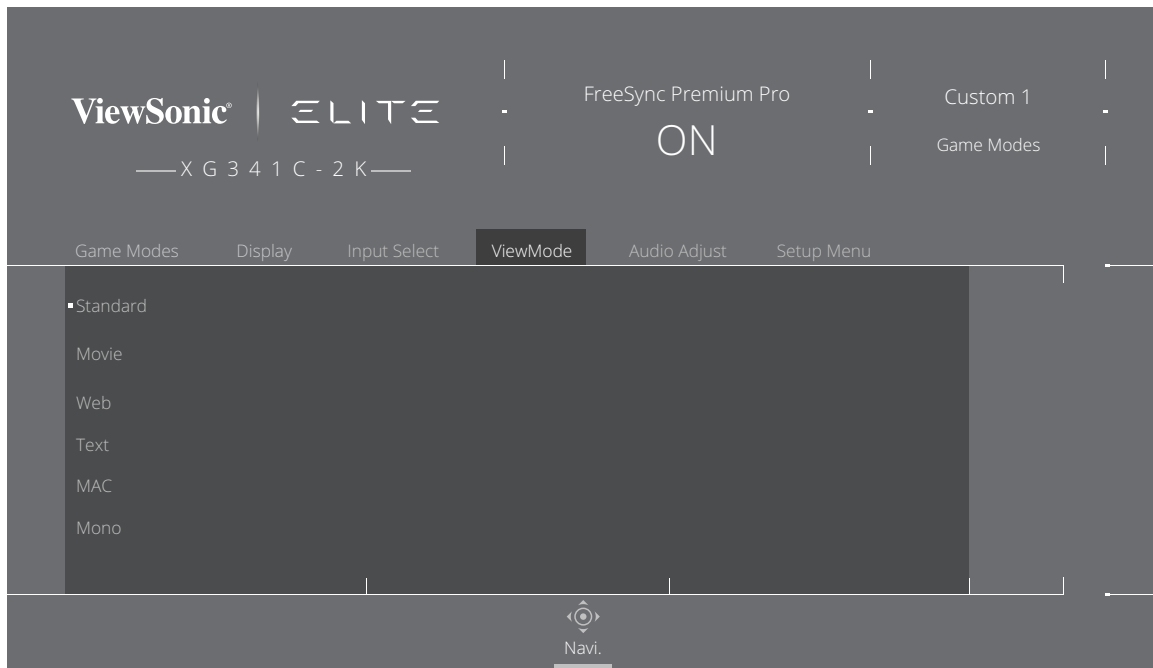 ViewSonic® ELITE
XG341C-2K
FreeSync Premium Pro
ON
Custom 1
Game Modes
Game Modes Display Input Select ViewMode Audio Adjust Setup Menu
Standard
Movie
Web
Text
MAC
Mono
Navi.